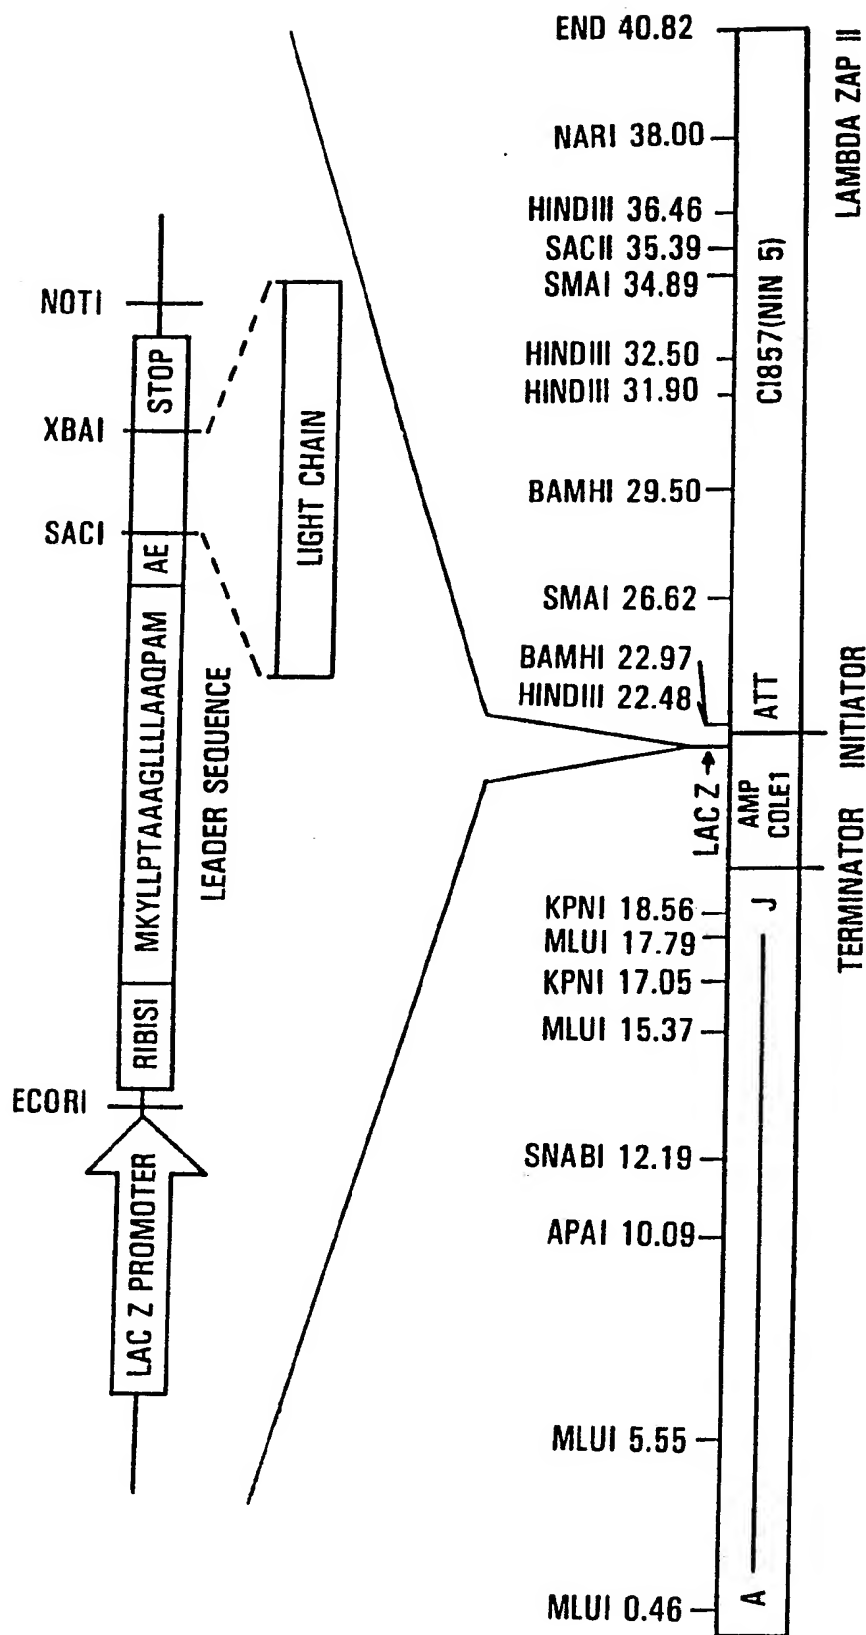 NOTI
XBAI
SACI
ECORI
STOP
AE
MKYLLPTAAAGLLLLAAQPAM
RIBISI
LAC Z PROMOTER
LEADER SEQUENCE
LIGHT CHAIN
END 40.82
NARI 38.00
HINDIII 36.46
SACII 35.39
SMAI 34.89
HINDIII 32.50
HINDIII 31.90
BAMHI 29.50
SMAI 26.62
BAMHI 22.97
HINDIII 22.48
LAC Z
KPNI 18.56
MLUI 17.79
KPNI 17.05
MLUI 15.37
SNABI 12.19
APAI 10.09
MLUI 5.55
MLUI 0.46
CI857(NIN 5)
ATT
AMP
COLE1
J
A
LAMBDA ZAP II
INITIATOR
TERMINATOR